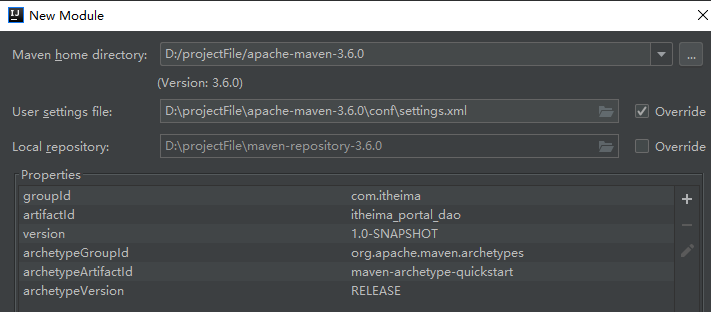 IJ New Module
Maven home directory: D:/projectFile/apache-maven-3.6.0 ...
(Version: 3.6.0)
User settings file: D:\projectFile\apache-maven-3.6.0\conf\settings.xml Override
Local repository: D:\projectFile\maven-repository-3.6.0 Override
Properties
groupId com.itheima
artifactId itheima_portal_dao
version 1.0-SNAPSHOT
archetypeGroupId org.apache.maven.archetypes
archetypeArtifactId maven-archetype-quickstart
archetypeVersion RELEASE